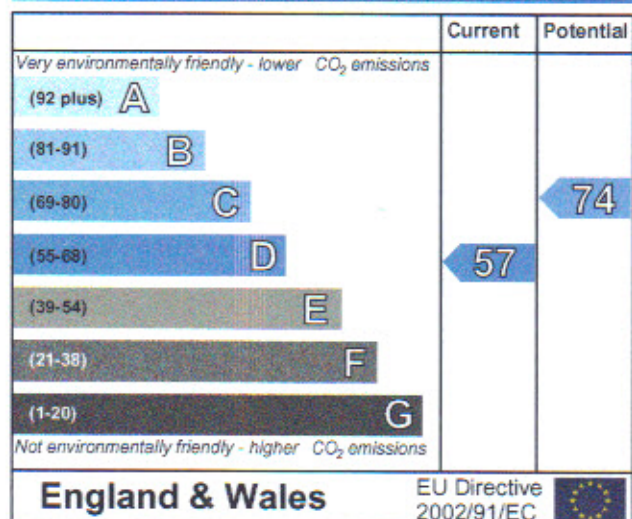 Current Potential
Very environmentally friendly - lower CO₂ emissions
(92 plus) A
(81-91) B
(69-80) C
74
(55-68) D
57
(39-54) E
(21-38) F
(1-20) G
Not environmentally friendly - higher CO₂ emissions
England & Wales
EU Directive
2002/91/EC